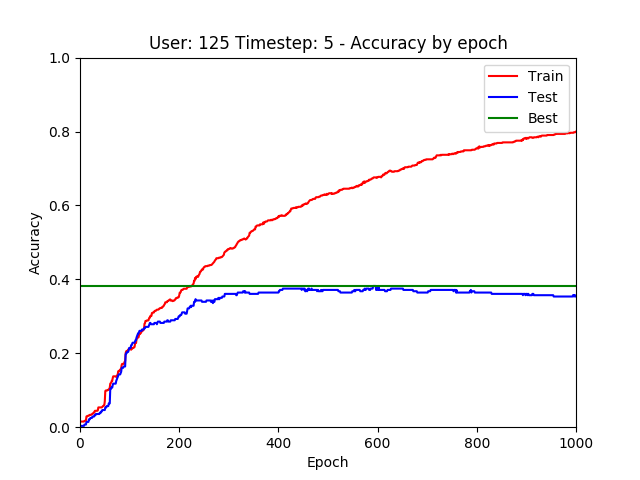 User: 125 Timestep: 5 - Accuracy by epoch
1.0
Train
Test
Best
0.8
0.6
Accuracy
0.4
0.2
0.0
0 200 400 600 800 1000
Epoch